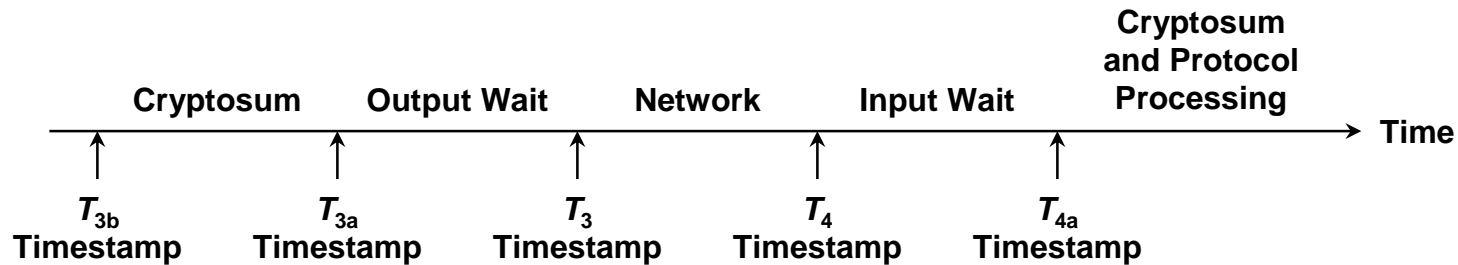 Cryptosum
and Protocol
Processing
Cryptosum Output Wait Network Input Wait
Time
T3b T3a T3 T4 T4a
Timestamp Timestamp Timestamp Timestamp Timestamp